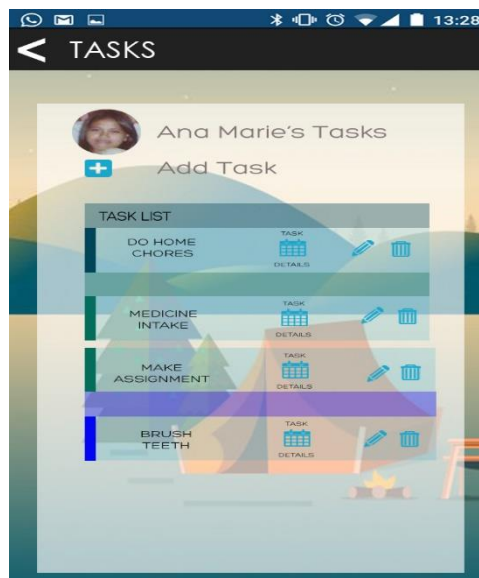 13:28
< TASKS
Ana Marie's Tasks
Add Task
TASK LIST
DO HOME
CHORES
TASK
DETAILS
MEDICINE
INTAKE
TASK
DETAILS
MAKE
ASSIGNMENT
TASK
DETAILS
BRUSH
TEETH
TASK
DETAILS